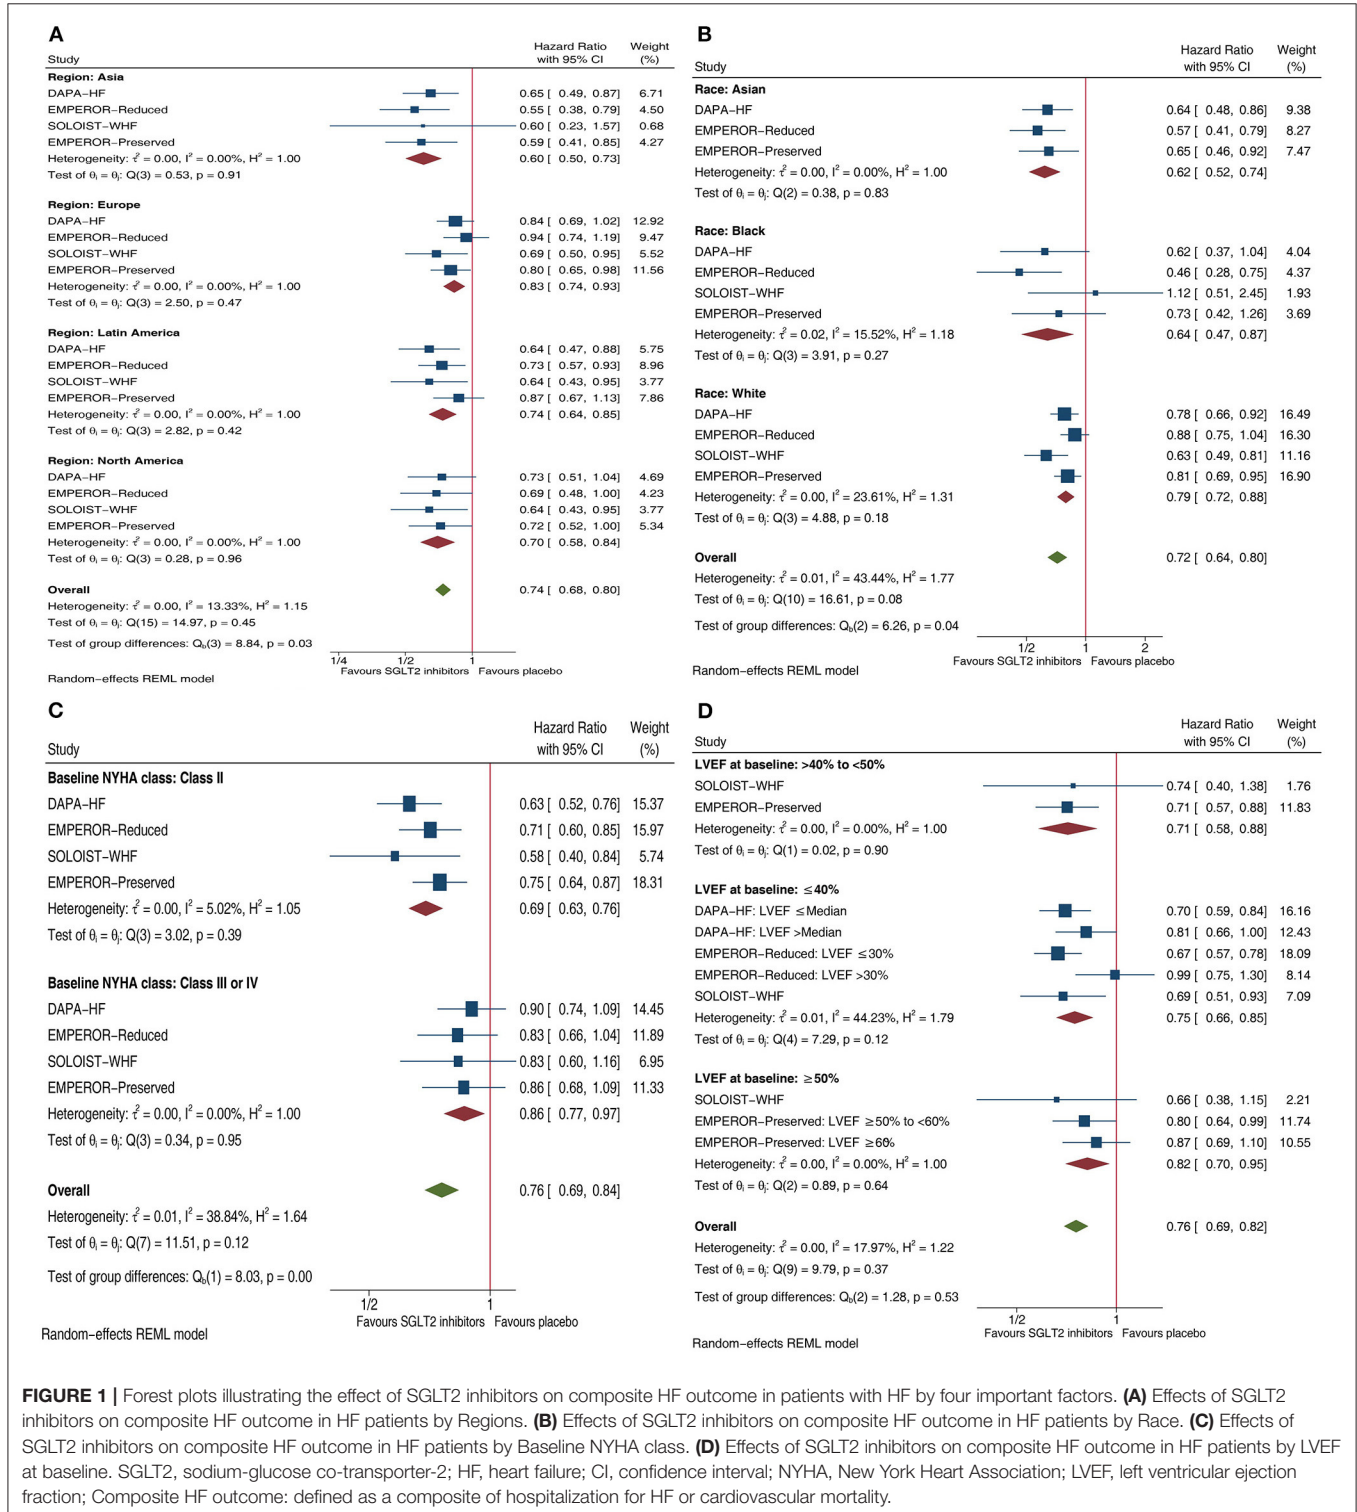 A
Hazard Ratio Weight
Study with 95% CI (%)
Region: Asia
DAPA−HF 0.65 [ 0.49, 0.87] 6.71
EMPEROR−Reduced 0.55 [ 0.38, 0.79] 4.50
SOLOIST−WHF 0.60 [ 0.23, 1.57] 0.68
EMPEROR−Preserved 0.59 [ 0.41, 0.85] 4.27
Heterogeneity: τ² = 0.00, I² = 0.00%, H² = 1.00 0.60 [ 0.50, 0.73]
Test of θi = θj: Q(3) = 0.53, p = 0.91
Region: Europe
DAPA−HF 0.84 [ 0.69, 1.02] 12.92
EMPEROR−Reduced 0.94 [ 0.74, 1.19] 9.47
SOLOIST−WHF 0.69 [ 0.50, 0.95] 5.52
EMPEROR−Preserved 0.80 [ 0.65, 0.98] 11.56
Heterogeneity: τ² = 0.00, I² = 0.00%, H² = 1.00 0.83 [ 0.74, 0.93]
Test of θi = θj: Q(3) = 2.50, p = 0.47
Region: Latin America
DAPA−HF 0.64 [ 0.47, 0.88] 5.75
EMPEROR−Reduced 0.73 [ 0.57, 0.93] 8.96
SOLOIST−WHF 0.64 [ 0.43, 0.95] 3.77
EMPEROR−Preserved 0.87 [ 0.67, 1.13] 7.86
Heterogeneity: τ² = 0.00, I² = 0.00%, H² = 1.00 0.74 [ 0.64, 0.85]
Test of θi = θj: Q(3) = 2.82, p = 0.42
Region: North America
DAPA−HF 0.73 [ 0.51, 1.04] 4.69
EMPEROR−Reduced 0.69 [ 0.48, 1.00] 4.23
SOLOIST−WHF 0.64 [ 0.43, 0.95] 3.77
EMPEROR−Preserved 0.72 [ 0.52, 1.00] 5.34
Heterogeneity: τ² = 0.00, I² = 0.00%, H² = 1.00 0.70 [ 0.58, 0.84]
Test of θi = θj: Q(3) = 0.28, p = 0.96
Overall 0.74 [ 0.68, 0.80]
Heterogeneity: τ² = 0.00, I² = 13.33%, H² = 1.15
Test of θi = θj: Q(15) = 14.97, p = 0.45
Test of group differences: Qb(3) = 8.84, p = 0.03
1/4 1/2 1
Favours SGLT2 inhibitors Favours placebo
Random−effects REML model
B
Hazard Ratio Weight
Study with 95% CI (%)
Race: Asian
DAPA−HF 0.64 [ 0.48, 0.86] 9.38
EMPEROR−Reduced 0.57 [ 0.41, 0.79] 8.27
EMPEROR−Preserved 0.65 [ 0.46, 0.92] 7.47
Heterogeneity: τ² = 0.00, I² = 0.00%, H² = 1.00 0.62 [ 0.52, 0.74]
Test of θi = θj: Q(2) = 0.38, p = 0.83
Race: Black
DAPA−HF 0.62 [ 0.37, 1.04] 4.04
EMPEROR−Reduced 0.46 [ 0.28, 0.75] 4.37
SOLOIST−WHF 1.12 [ 0.51, 2.45] 1.93
EMPEROR−Preserved 0.73 [ 0.42, 1.26] 3.69
Heterogeneity: τ² = 0.02, I² = 15.52%, H² = 1.18 0.64 [ 0.47, 0.87]
Test of θi = θj: Q(3) = 3.91, p = 0.27
Race: White
DAPA−HF 0.78 [ 0.66, 0.92] 16.49
EMPEROR−Reduced 0.88 [ 0.75, 1.04] 16.30
SOLOIST−WHF 0.63 [ 0.49, 0.81] 11.16
EMPEROR−Preserved 0.81 [ 0.69, 0.95] 16.90
Heterogeneity: τ² = 0.00, I² = 23.61%, H² = 1.31 0.79 [ 0.72, 0.88]
Test of θi = θj: Q(3) = 4.88, p = 0.18
Overall 0.72 [ 0.64, 0.80]
Heterogeneity: τ² = 0.01, I² = 43.44%, H² = 1.77
Test of θi = θj: Q(10) = 16.61, p = 0.08
Test of group differences: Qb(2) = 6.26, p = 0.04
1/2 1 2
Favours SGLT2 inhibitors Favours placebo
Random−effects REML model
C
Hazard Ratio Weight
Study with 95% CI (%)
Baseline NYHA class: Class II
DAPA−HF 0.63 [ 0.52, 0.76] 15.37
EMPEROR−Reduced 0.71 [ 0.60, 0.85] 15.97
SOLOIST−WHF 0.58 [ 0.40, 0.84] 5.74
EMPEROR−Preserved 0.75 [ 0.64, 0.87] 18.31
Heterogeneity: τ² = 0.00, I² = 5.02%, H² = 1.05 0.69 [ 0.63, 0.76]
Test of θi = θj: Q(3) = 3.02, p = 0.39
Baseline NYHA class: Class III or IV
DAPA−HF 0.90 [ 0.74, 1.09] 14.45
EMPEROR−Reduced 0.83 [ 0.66, 1.04] 11.89
SOLOIST−WHF 0.83 [ 0.60, 1.16] 6.95
EMPEROR−Preserved 0.86 [ 0.68, 1.09] 11.33
Heterogeneity: τ² = 0.00, I² = 0.00%, H² = 1.00 0.86 [ 0.77, 0.97]
Test of θi = θj: Q(3) = 0.34, p = 0.95
Overall 0.76 [ 0.69, 0.84]
Heterogeneity: τ² = 0.01, I² = 38.84%, H² = 1.64
Test of θi = θj: Q(7) = 11.51, p = 0.12
Test of group differences: Qb(1) = 8.03, p = 0.00
1/2 1
Favours SGLT2 inhibitors Favours placebo
Random−effects REML model
D
Hazard Ratio Weight
Study with 95% CI (%)
LVEF at baseline: >40% to <50%
SOLOIST−WHF 0.74 [ 0.40, 1.38] 1.76
EMPEROR−Preserved 0.71 [ 0.57, 0.88] 11.83
Heterogeneity: τ² = 0.00, I² = 0.00%, H² = 1.00 0.71 [ 0.58, 0.88]
Test of θi = θj: Q(1) = 0.02, p = 0.90
LVEF at baseline: ≤40%
DAPA−HF: LVEF ≤Median 0.70 [ 0.59, 0.84] 16.16
DAPA−HF: LVEF >Median 0.81 [ 0.66, 1.00] 12.43
EMPEROR−Reduced: LVEF ≤30% 0.67 [ 0.57, 0.78] 18.09
EMPEROR−Reduced: LVEF >30% 0.99 [ 0.75, 1.30] 8.14
SOLOIST−WHF 0.69 [ 0.51, 0.93] 7.09
Heterogeneity: τ² = 0.01, I² = 44.23%, H² = 1.79 0.75 [ 0.66, 0.85]
Test of θi = θj: Q(4) = 7.29, p = 0.12
LVEF at baseline: ≥50%
SOLOIST−WHF 0.66 [ 0.38, 1.15] 2.21
EMPEROR−Preserved: LVEF ≥50% to <60% 0.80 [ 0.64, 0.99] 11.74
EMPEROR−Preserved: LVEF ≥60% 0.87 [ 0.69, 1.10] 10.55
Heterogeneity: τ² = 0.00, I² = 0.00%, H² = 1.00 0.82 [ 0.70, 0.95]
Test of θi = θj: Q(2) = 0.89, p = 0.64
Overall 0.76 [ 0.69, 0.82]
Heterogeneity: τ² = 0.00, I² = 17.97%, H² = 1.22
Test of θi = θj: Q(9) = 9.79, p = 0.37
Test of group differences: Qb(2) = 1.28, p = 0.53
1/2 1
Favours SGLT2 inhibitors Favours placebo
Random−effects REML model
FIGURE 1 | Forest plots illustrating the effect of SGLT2 inhibitors on composite HF outcome in patients with HF by four important factors. (A) Effects of SGLT2
inhibitors on composite HF outcome in HF patients by Regions. (B) Effects of SGLT2 inhibitors on composite HF outcome in HF patients by Race. (C) Effects of
SGLT2 inhibitors on composite HF outcome in HF patients by Baseline NYHA class. (D) Effects of SGLT2 inhibitors on composite HF outcome in HF patients by LVEF
at baseline. SGLT2, sodium-glucose co-transporter-2; HF, heart failure; CI, confidence interval; NYHA, New York Heart Association; LVEF, left ventricular ejection
fraction; Composite HF outcome: defined as a composite of hospitalization for HF or cardiovascular mortality.